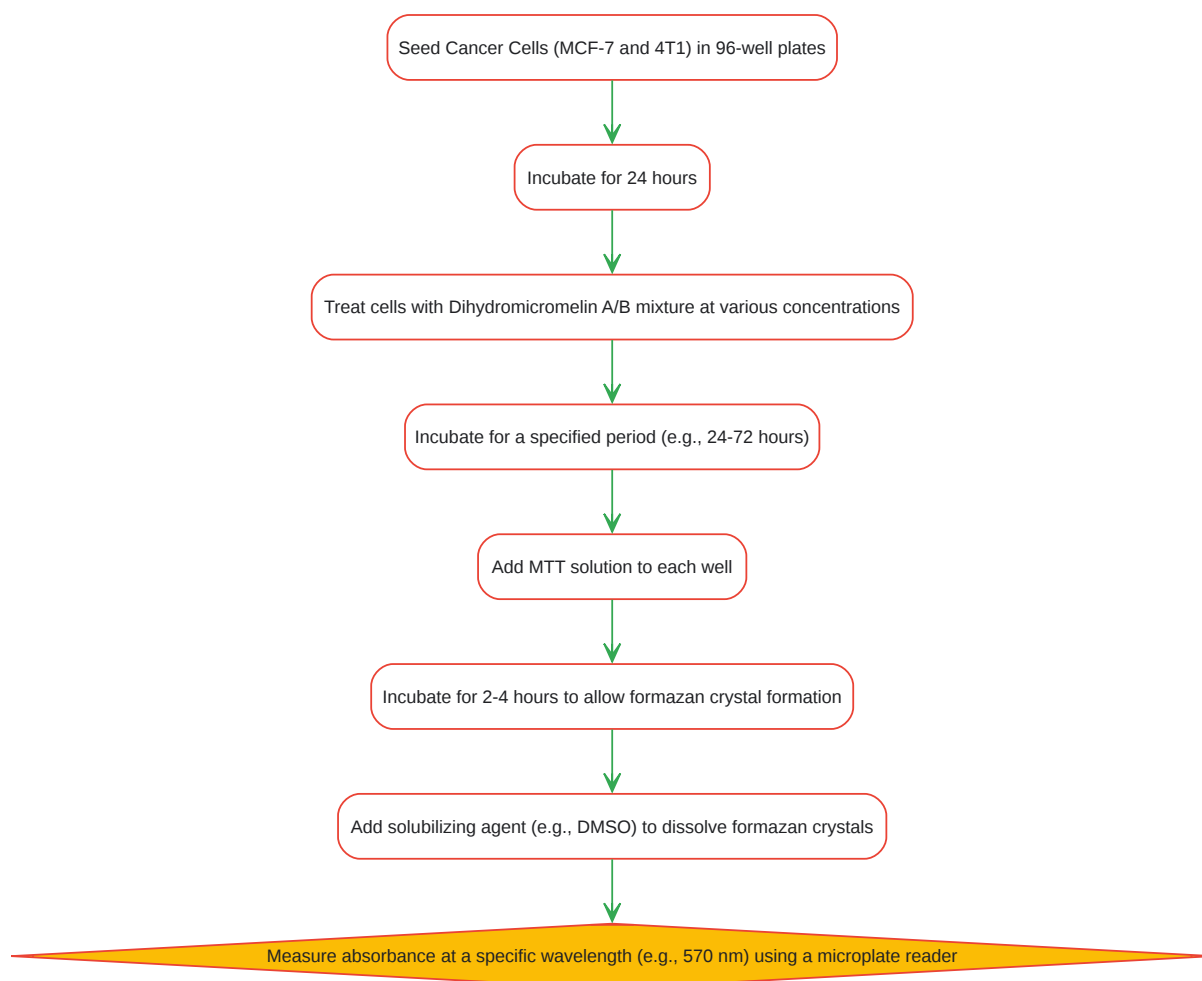 Seed Cancer Cells (MCF-7 and 4T1) in 96-well plates
Incubate for 24 hours
Treat cells with Dihydromicromelin A/B mixture at various concentrations
Incubate for a specified period (e.g., 24-72 hours)
Add MTT solution to each well
Incubate for 2-4 hours to allow formazan crystal formation
Add solubilizing agent (e.g., DMSO) to dissolve formazan crystals
Measure absorbance at a specific wavelength (e.g., 570 nm) using a microplate reader